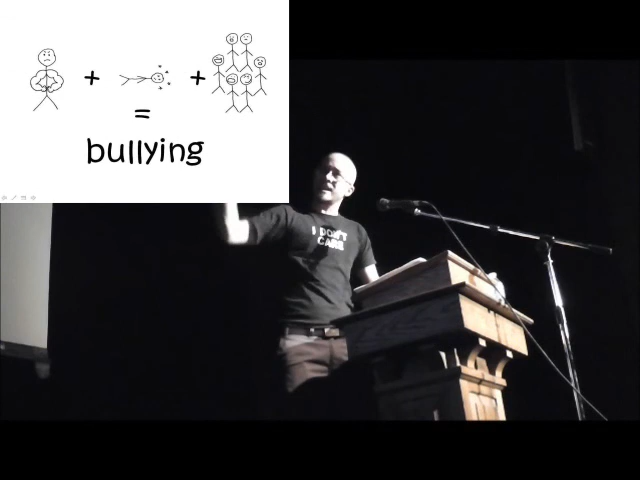 + +
=
bullying
I DON'T
CARE